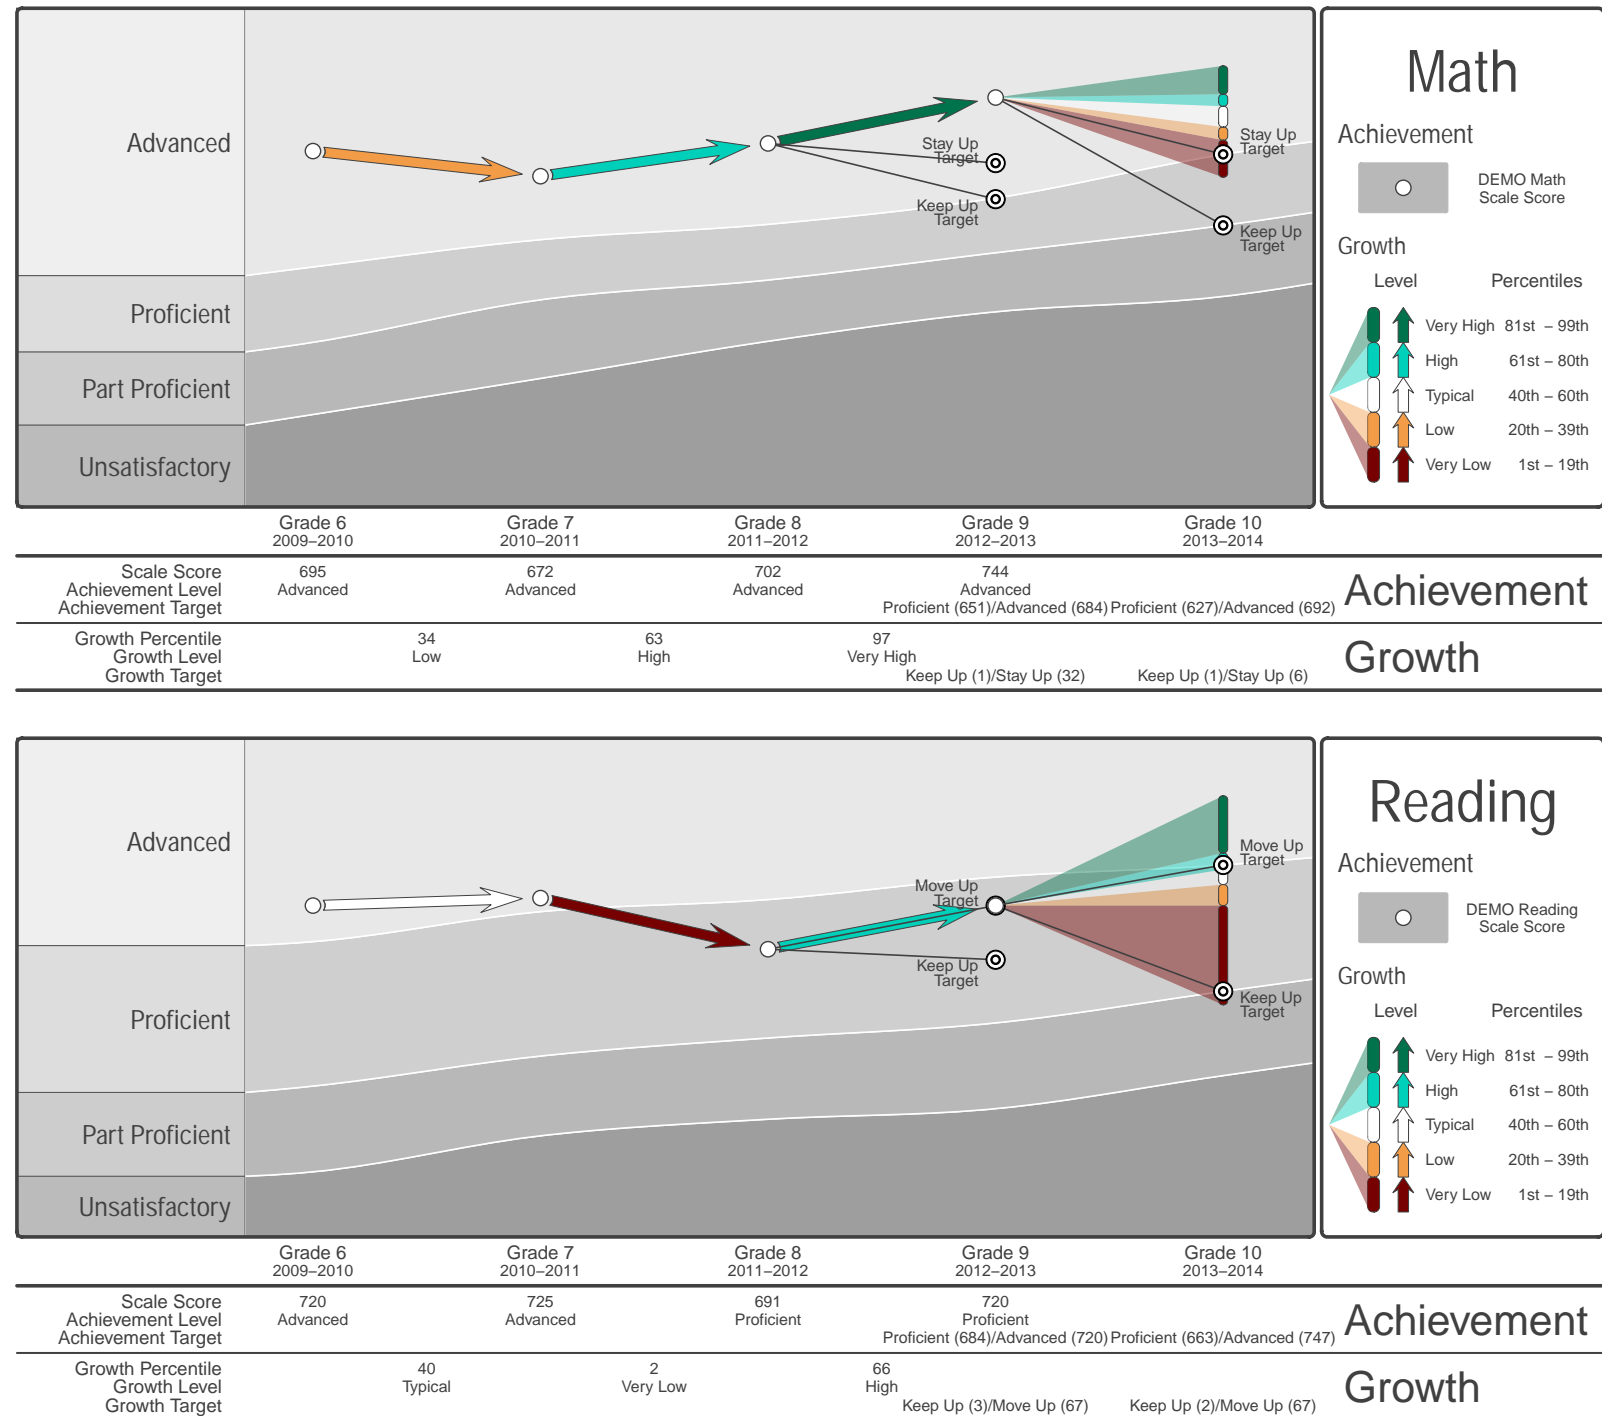 Advanced
Proficient
Part Proficient
Unsatisfactory
Stay Up
Target
Keep Up
Target
Stay Up
Target
Keep Up
Target
Math
Achievement
DEMO Math
Scale Score
Growth
Level Percentiles
Very High 81st – 99th
High 61st – 80th
Typical 40th – 60th
Low 20th – 39th
Very Low 1st – 19th
Grade 6 Grade 7 Grade 8 Grade 9 Grade 10
2009–2010 2010–2011 2011–2012 2012–2013 2013–2014
Scale Score 695 672 702 744
Achievement Level Advanced Advanced Advanced Advanced
Achievement Target Proficient (651)/Advanced (684) Proficient (627)/Advanced (692)
Achievement
Growth Percentile 34 63 97
Growth Level Low High Very High
Growth Target Keep Up (1)/Stay Up (32) Keep Up (1)/Stay Up (6)
Growth
Advanced
Proficient
Part Proficient
Unsatisfactory
Move Up
Target
Keep Up
Target
Move Up
Target
Keep Up
Target
Reading
Achievement
DEMO Reading
Scale Score
Growth
Level Percentiles
Very High 81st – 99th
High 61st – 80th
Typical 40th – 60th
Low 20th – 39th
Very Low 1st – 19th
Grade 6 Grade 7 Grade 8 Grade 9 Grade 10
2009–2010 2010–2011 2011–2012 2012–2013 2013–2014
Scale Score 720 725 691 720
Achievement Level Advanced Advanced Proficient Proficient
Achievement Target Proficient (684)/Advanced (720) Proficient (663)/Advanced (747)
Achievement
Growth Percentile 40 2 66
Growth Level Typical Very Low High
Growth Target Keep Up (3)/Move Up (67) Keep Up (2)/Move Up (67)
Growth